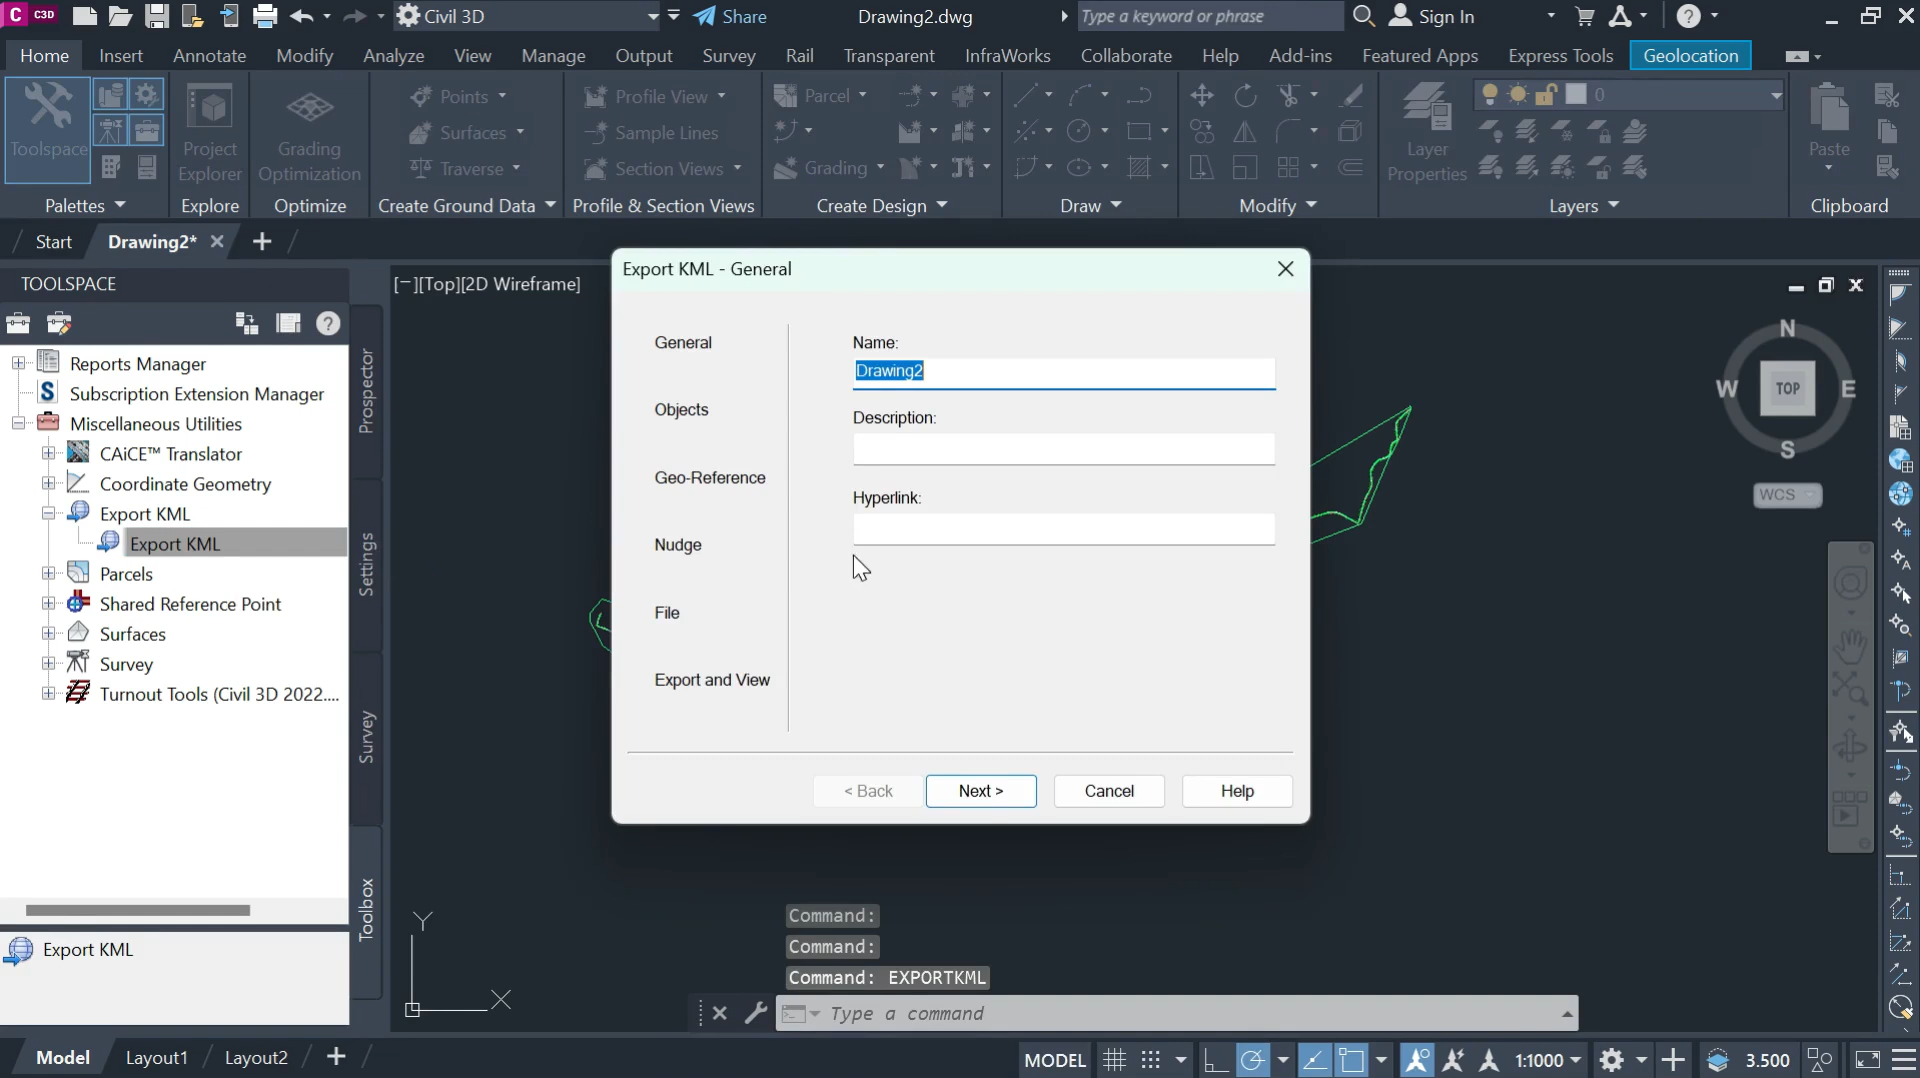 C C3D Civil 3D Share Drawing2.dwg Type a keyword or phrase Sign In
Home Insert Annotate Modify Analyze View Manage Output Survey Rail Transparent InfraWorks Collaborate Help Add-ins Featured Apps Express Tools Geolocation
Points Profile View Parcel 0
Surfaces Sample Lines
Toolspace Project Explorer Grading Optimization Layer Properties Paste
Traverse Section Views Grading
Palettes Explore Optimize Create Ground Data Profile & Section Views Create Design Draw Modify Layers Clipboard
Start Drawing2*
TOOLSPACE
[−][Top][2D Wireframe]
Reports Manager
Subscription Extension Manager
Miscellaneous Utilities
CAiCE™ Translator
Coordinate Geometry
Export KML
Export KML
Parcels
Shared Reference Point
Surfaces
Survey
Turnout Tools (Civil 3D 2022....
Prospector
Settings
Survey
Toolbox
Export KML
Export KML - General
General
Objects
Geo-Reference
Nudge
File
Export and View
Name:
Drawing2
Description:
Hyperlink:
< Back Next > Cancel Help
N
W TOP E
S
WCS
Y
X
Command:
Command:
Command: EXPORTKML
Type a command
Model Layout1 Layout2 MODEL 1:1000 3.500